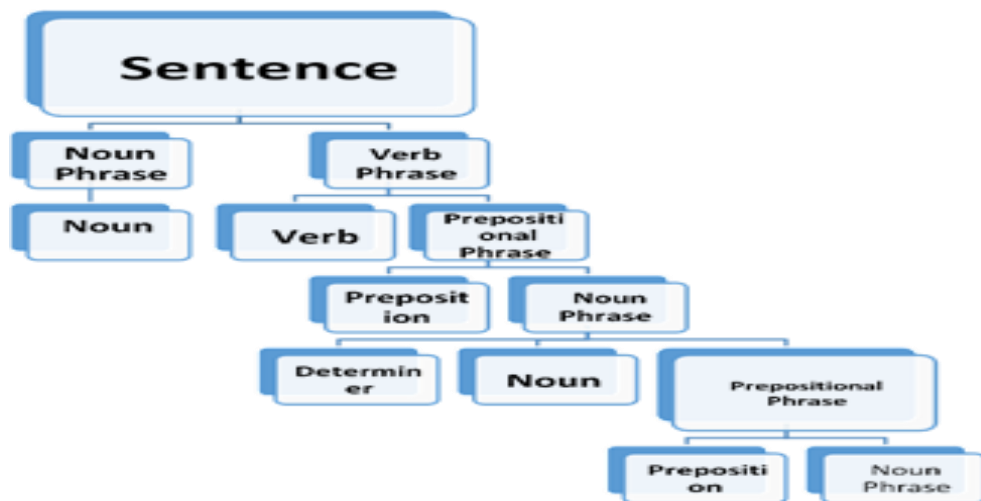 Sentence
Noun
Phrase
Verb
Phrase
Noun
Verb
Prepositi
onal
Phrase
Preposit
ion
Noun
Phrase
Determin
er
Noun
Prepositional
Phrase
Prepositi
on
Noun
Phrase